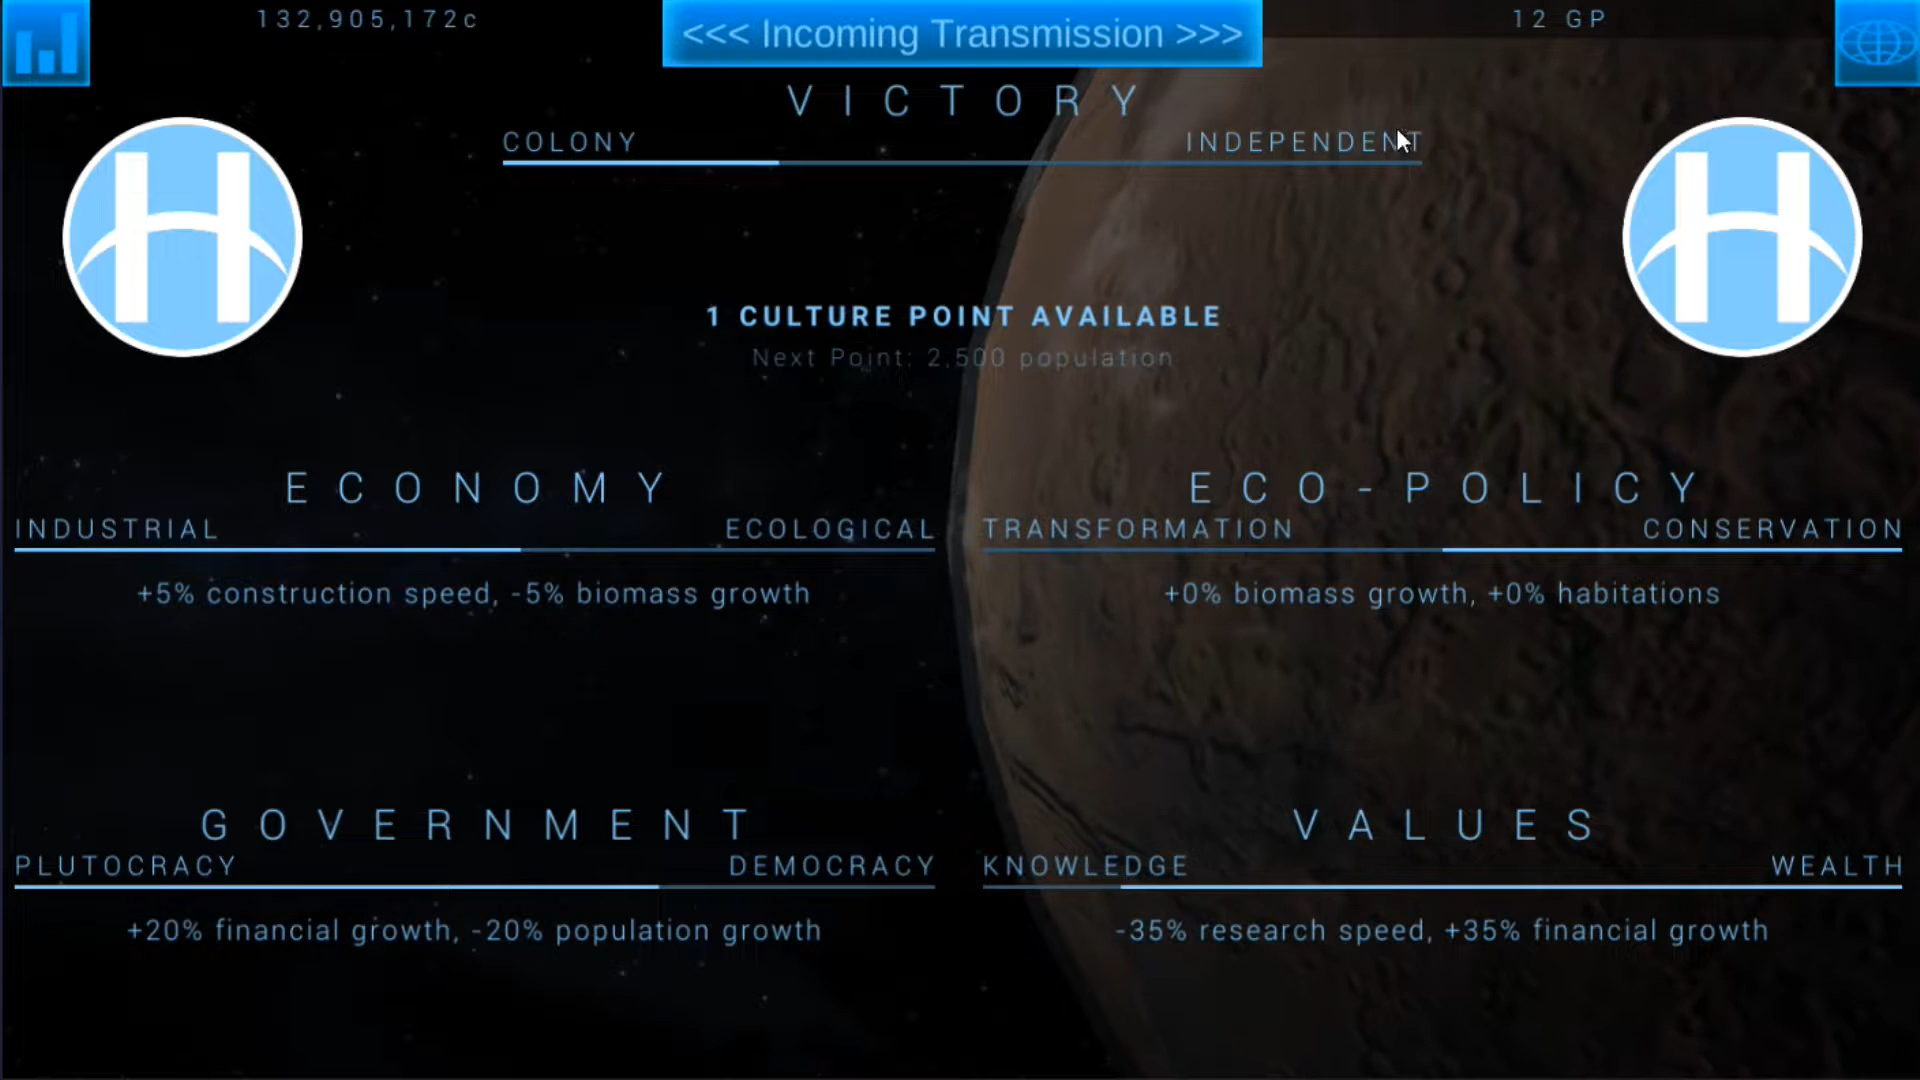 132,905,172c
<<< Incoming Transmission >>>
12 GP
VICTORY
COLONY
INDEPENDENT
H
H
1 CULTURE POINT AVAILABLE
Next Point: 2,500 population
ECONOMY
INDUSTRIAL
ECOLOGICAL
+5% construction speed, -5% biomass growth
ECO-POLICY
TRANSFORMATION
CONSERVATION
+0% biomass growth, +0% habitations
GOVERNMENT
PLUTOCRACY
DEMOCRACY
+20% financial growth, -20% population growth
VALUES
KNOWLEDGE
WEALTH
-35% research speed, +35% financial growth